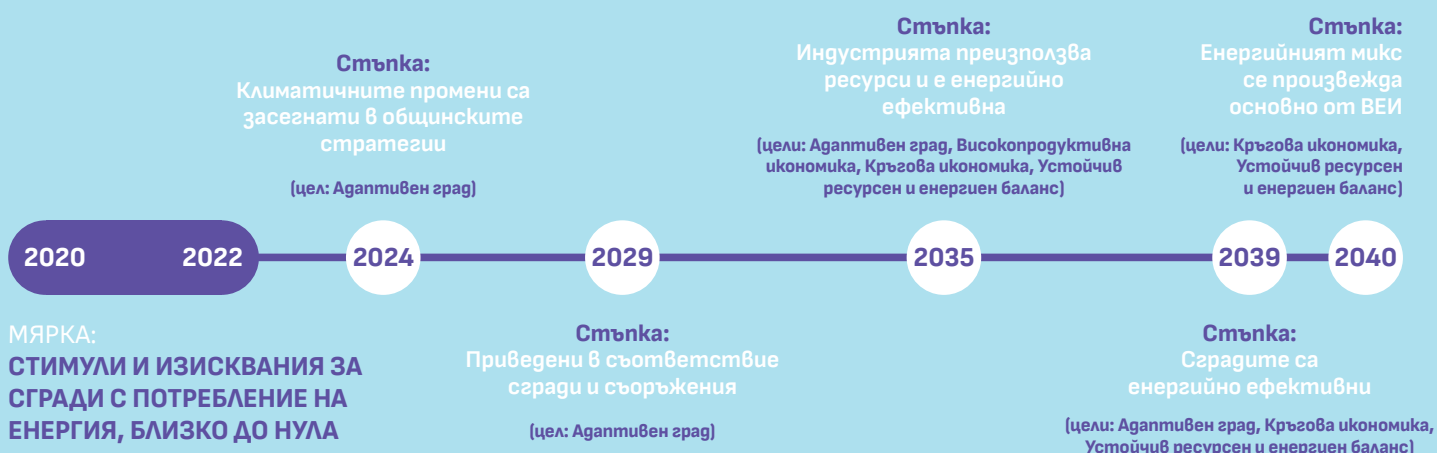 Стъпка:
Климатичните промени са
засегнати в общинските
стратегии
(цел: Адаптивен град)
Стъпка:
Индустрията преизползва
ресурси и е енергийно
ефективна
(цели: Адаптивен град, Високопродуктивна
икономика, Кръгова икономика, Устойчив
ресурсен и енергиен баланс)
Стъпка:
Енергийният микс
се произвежда
основно от ВЕИ
(цели: Кръгова икономика,
Устойчив ресурсен
и енергиен баланс)
2020 2022 2024 2029 2035 2039 2040
МЯРКА:
СТИМУЛИ И ИЗИСКВАНИЯ ЗА
СГРАДИ С ПОТРЕБЛЕНИЕ НА
ЕНЕРГИЯ, БЛИЗКО ДО НУЛА
Стъпка:
Приведени в съответствие
сгради и съоръжения
(цел: Адаптивен град)
Стъпка:
Сградите са
енергийно ефективни
(цели: Адаптивен град, Кръгова икономика,
Устойчив ресурсен и енергиен баланс)